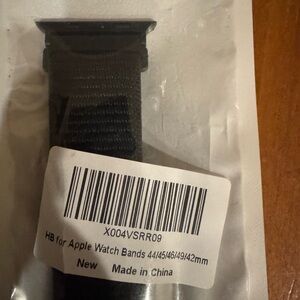 X004VSRR09
HB for Apple Watch Bands 44/45/46/49/42mm
New Made in China